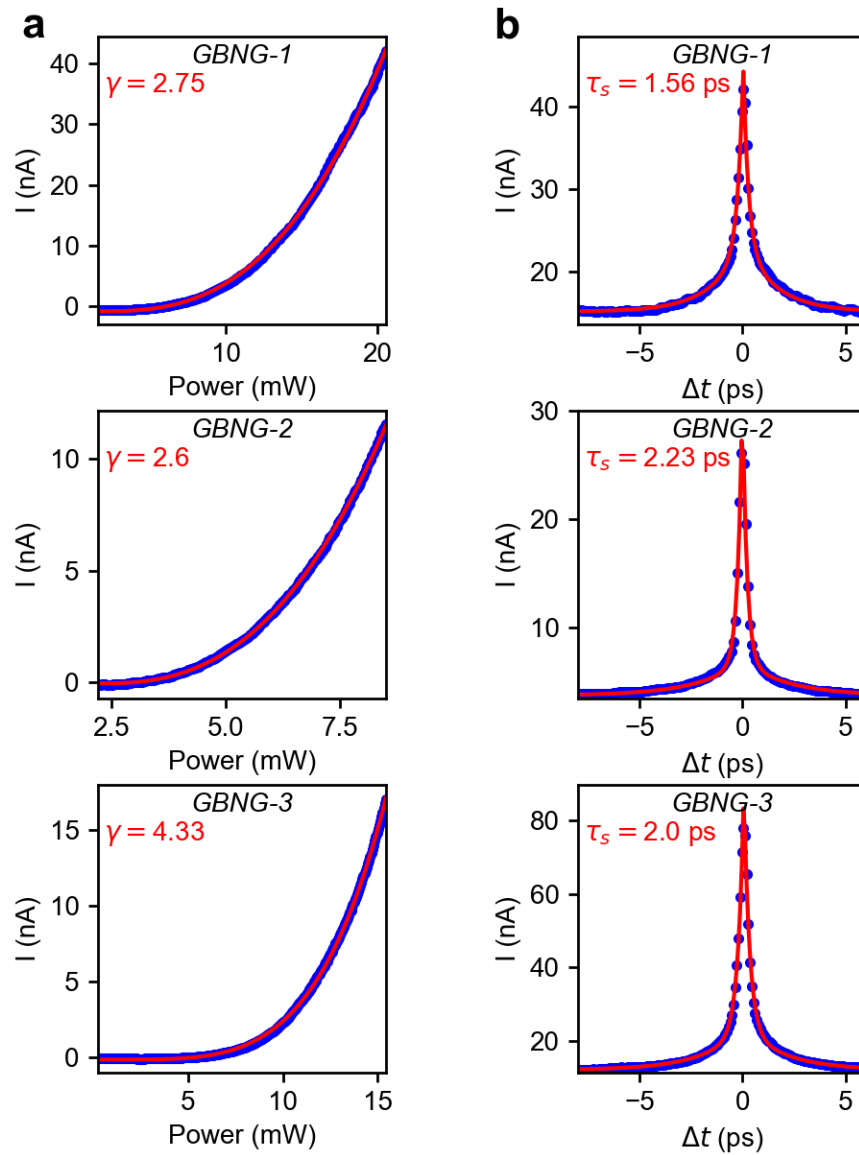 a
GBNG-1
γ = 2.75
40
30
20
10
0
I (nA)
10
20
Power (mW)
GBNG-2
γ = 2.6
10
5
0
I (nA)
2.5
5.0
7.5
Power (mW)
GBNG-3
γ = 4.33
15
10
5
0
I (nA)
5
10
15
Power (mW)
b
GBNG-1
τs = 1.56 ps
40
30
20
I (nA)
−5
0
5
Δt (ps)
GBNG-2
τs = 2.23 ps
30
20
10
I (nA)
−5
0
5
Δt (ps)
GBNG-3
τs = 2.0 ps
80
60
40
20
I (nA)
−5
0
5
Δt (ps)